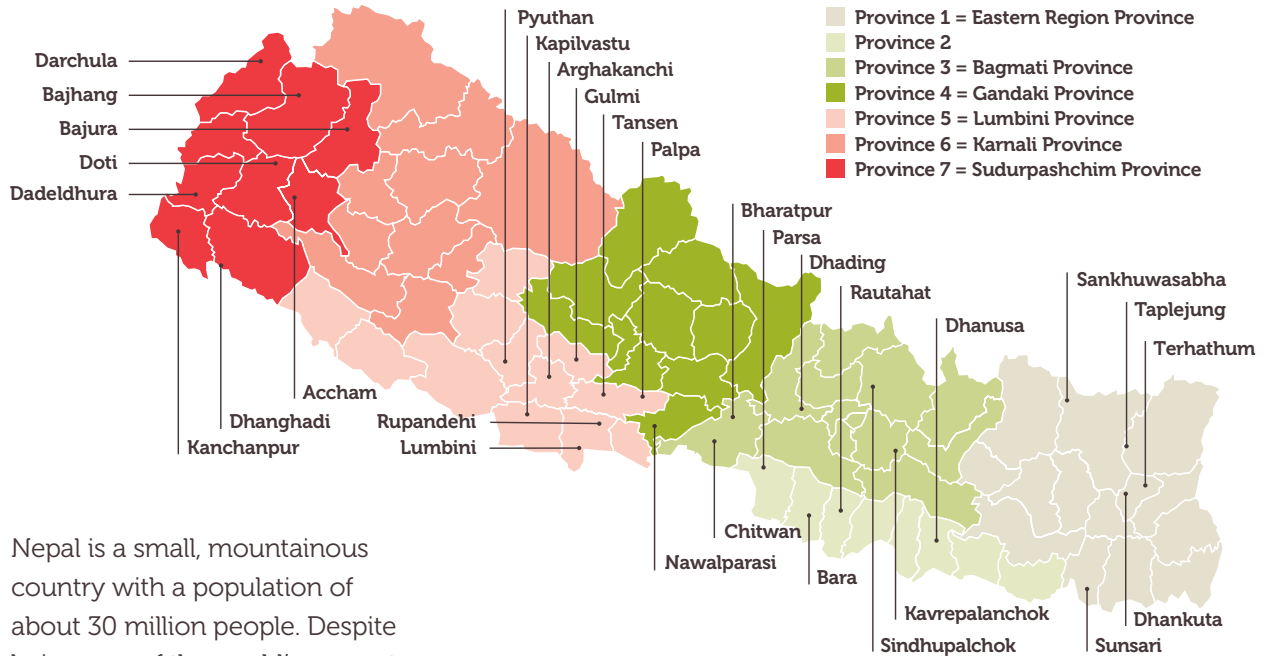 Pyuthan
Kapilvastu
Arghakanchi
Gulmi
Tansen
Palpa
Darchula
Bajhang
Bajura
Doti
Dadeldhura
Province 1 = Eastern Region Province
Province 2
Province 3 = Bagmati Province
Province 4 = Gandaki Province
Province 5 = Lumbini Province
Province 6 = Karnali Province
Province 7 = Sudurpashchim Province
Bharatpur
Parsa
Dhading
Rautahat
Dhanusa
Sankhuwasabha
Taplejung
Terhathum
Accham
Dhanghadi
Kanchanpur
Rupandehi
Lumbini
Chitwan
Nawalparasi
Bara
Kavrepalanchok
Sindhupalchok
Dhankuta
Sunsari
Nepal is a small, mountainous
country with a population of
about 30 million people. Despite